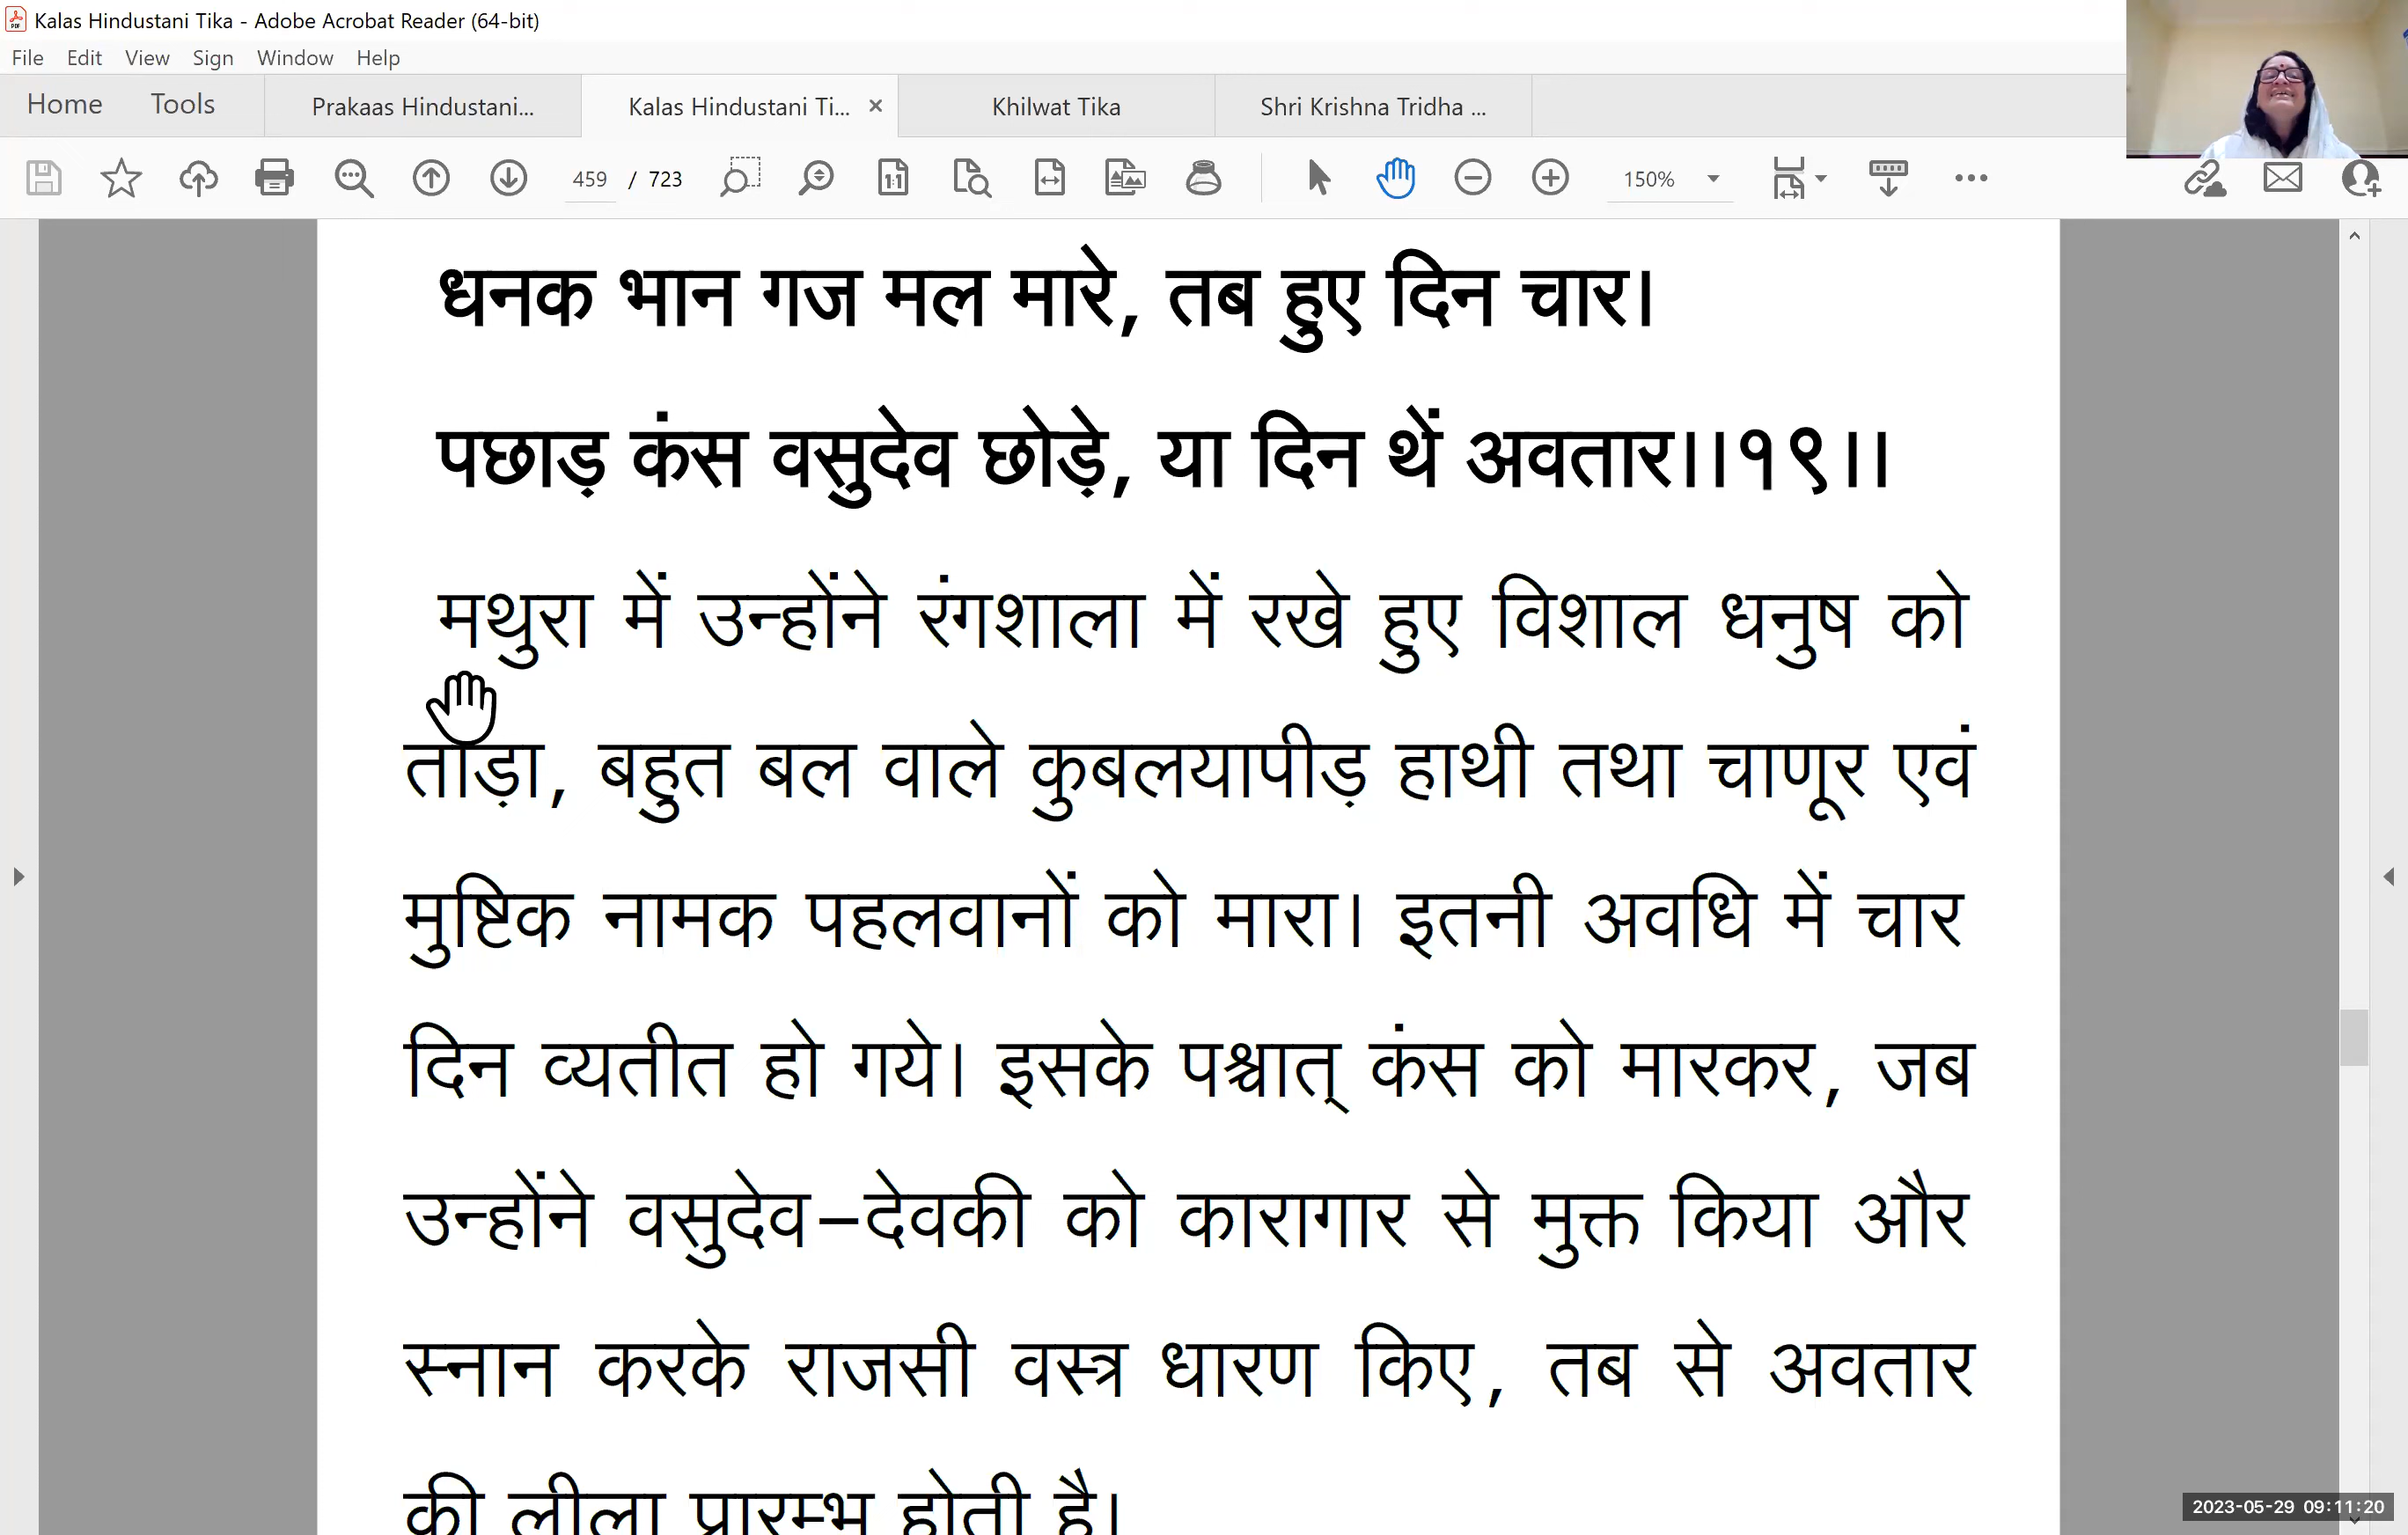 Kalas Hindustani Tika - Adobe Acrobat Reader (64-bit)
File Edit View Sign Window Help
Home Tools Prakaas Hindustani... Kalas Hindustani Ti... Khilwat Tika Shri Krishna Tridha ...
459 / 723 1:1 150%
धनक भान गज मल मारे, तब हुए दिन चार।
पछाड़ कंस वसुदेव छोड़े, या दिन थें अवतार।।१९।।
मथुरा में उन्होंने रंगशाला में रखे हुए विशाल धनुष को
तोड़ा, बहुत बल वाले कुबलयापीड़ हाथी तथा चाणूर एवं
मुष्टिक नामक पहलवानों को मारा। इतनी अवधि में चार
दिन व्यतीत हो गये। इसके पश्चात् कंस को मारकर, जब
उन्होंने वसुदेव-देवकी को कारागार से मुक्त किया और
स्नान करके राजसी वस्त्र धारण किए, तब से अवतार
की लीला प्रारम्भ होती है।
2023-05-29 09:11:20